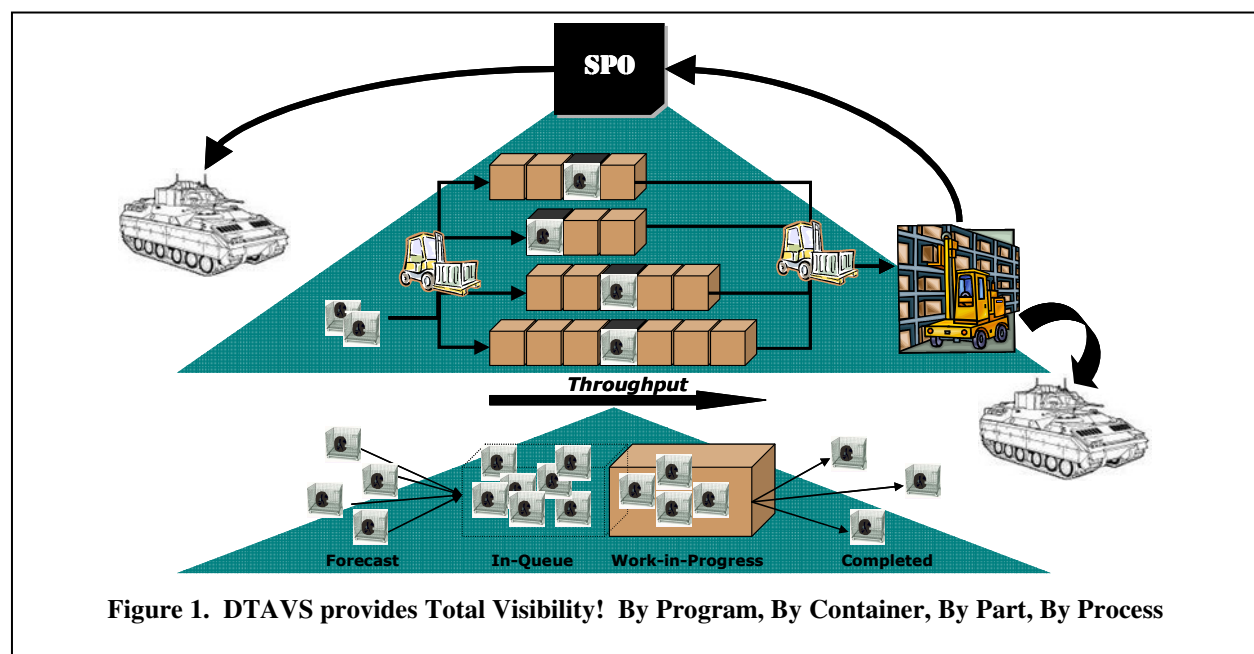 SPO
Throughput
Forecast In-Queue Work-in-Progress Completed
Figure 1. DTAVS provides Total Visibility! By Program, By Container, By Part, By Process